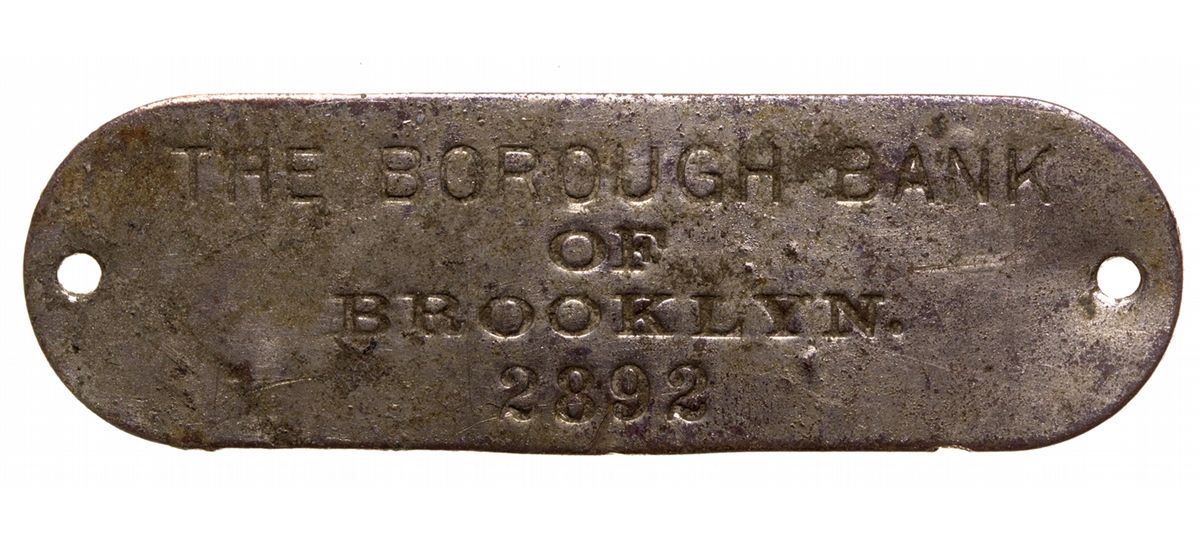 THE BOROUGH BANK
OF
BROOKLYN.
2892